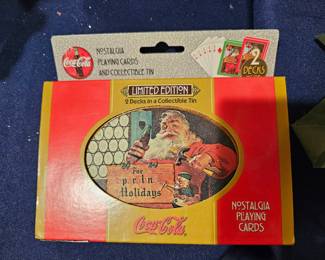 Coca-Cola
NOSTALGIA
PLAYING CARDS
AND COLLECTIBLE TIN
2
DECKS
LIMITED EDITION
2 Decks in a Collectible Tin
For
Holidays
Coca-Cola
NOSTALGIA
PLAYING
CARDS